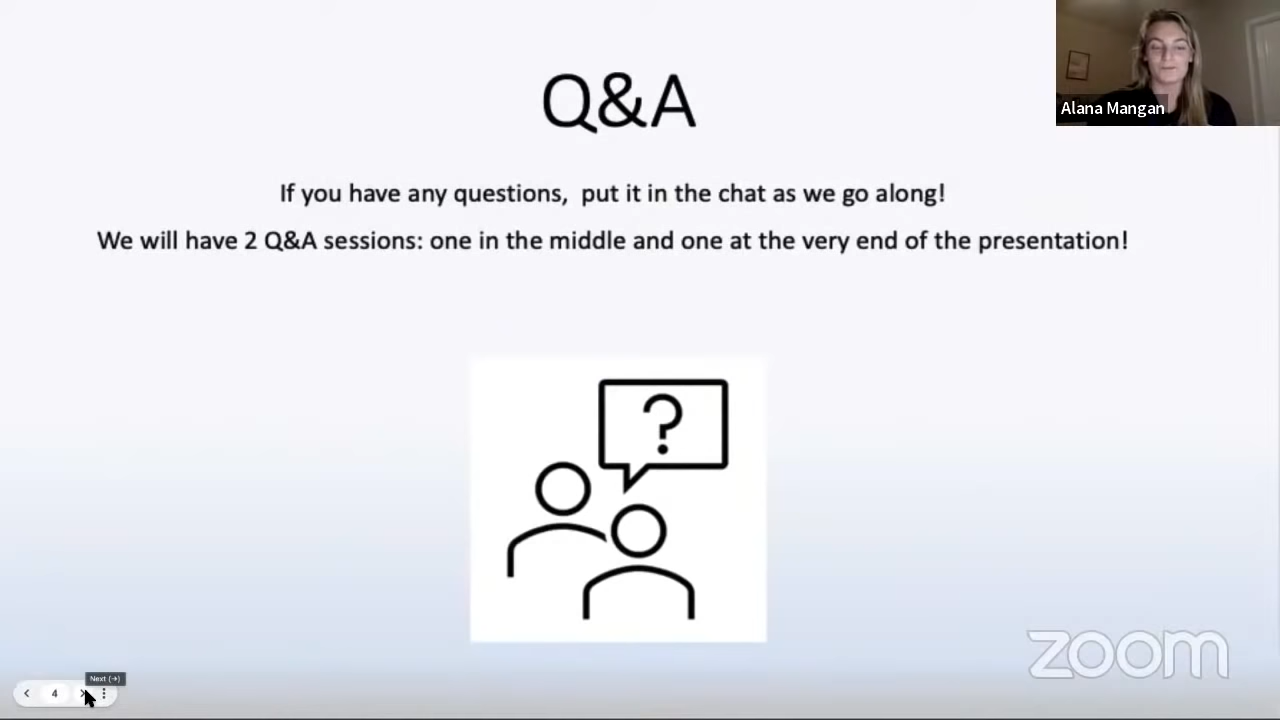 Q&A
Alana Mangan
If you have any questions,  put it in the chat as we go along!
We will have 2 Q&A sessions: one in the middle and one at the very end of the presentation!
?
zoom
Next (→)
4